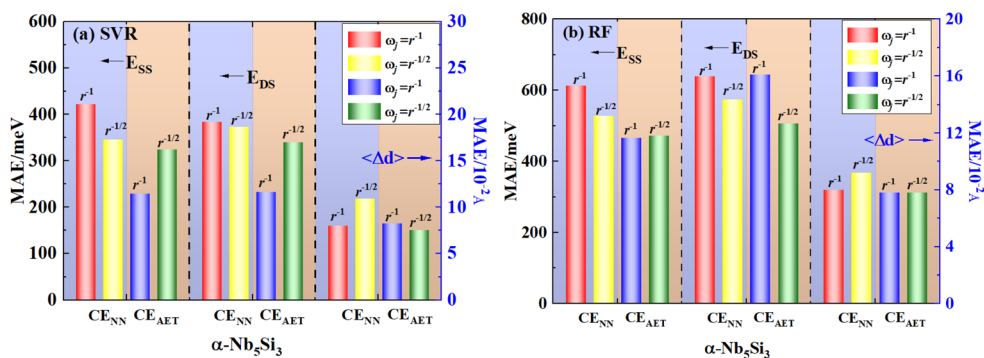 (a) SVR
E_SS
E_DS
<Δd>
ω_j=r^-1
ω_j=r^-1/2
ω_j=r^-1
ω_j=r^-1/2
r^-1
r^-1/2
r^-1
r^-1/2
r^-1
r^-1/2
r^-1
r^-1/2
r^-1
r^-1/2
r^-1
r^-1/2
MAE/meV
600
500
400
300
200
100
0
MAE/10^-2 Å
30
25
20
15
10
5
0
CE_NN CE_AET CE_NN CE_AET CE_NN CE_AET
α-Nb5Si3
(b) RF
E_SS
E_DS
<Δd>
ω_j=r^-1
ω_j=r^-1/2
ω_j=r^-1
ω_j=r^-1/2
r^-1
r^-1/2
r^-1
r^-1/2
r^-1
r^-1/2
r^-1
r^-1/2
r^-1
r^-1/2
r^-1
r^-1/2
MAE/meV
800
600
400
200
0
MAE/10^-2 Å
20
16
12
8
4
0
CE_NN CE_AET CE_NN CE_AET CE_NN CE_AET
α-Nb5Si3